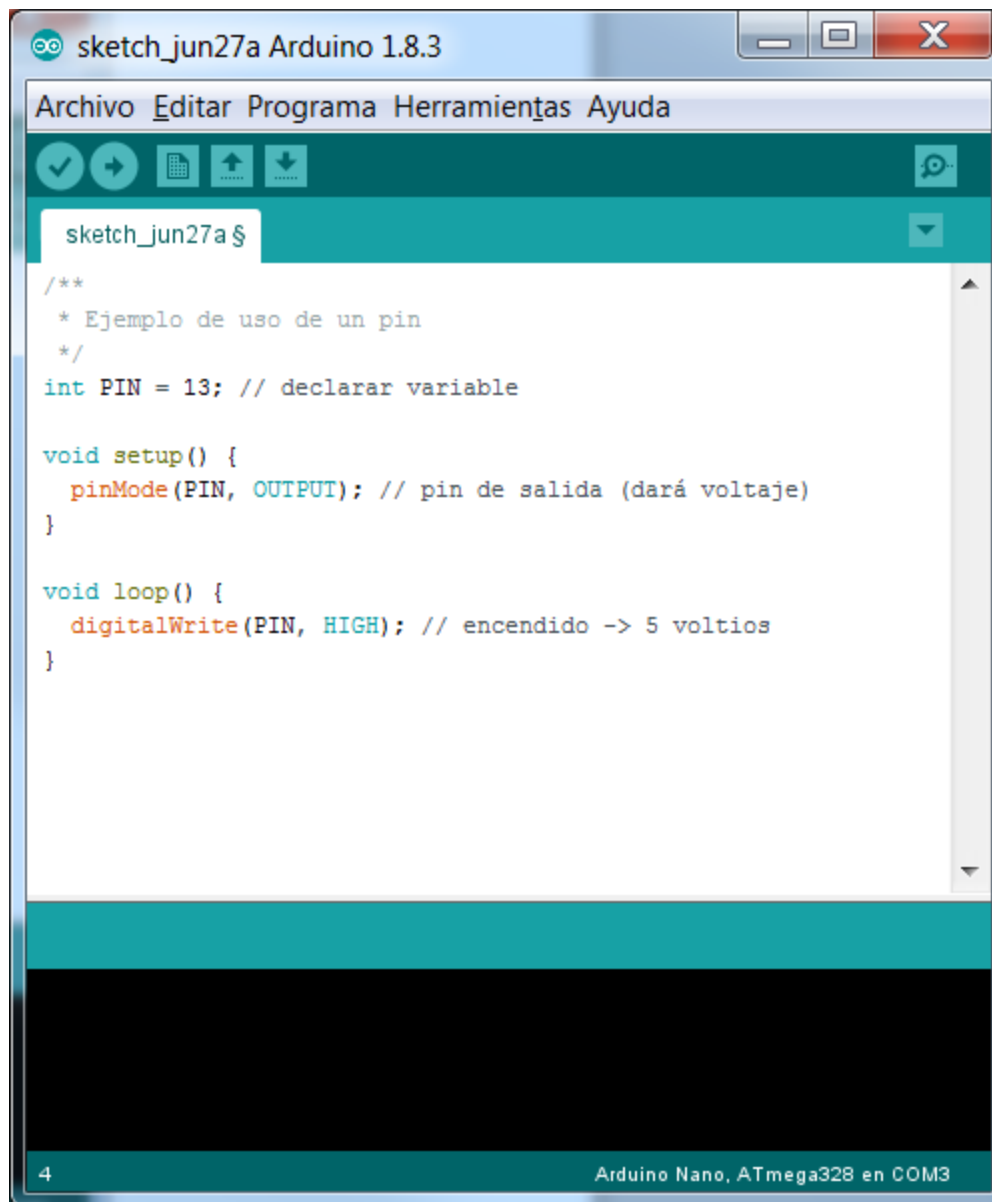 sketch_jun27a Arduino 1.8.3
Archivo Editar Programa Herramientas Ayuda
sketch_jun27a §
/**
 * Ejemplo de uso de un pin
 */
int PIN = 13; // declarar variable
void setup() {
  pinMode(PIN, OUTPUT); // pin de salida (dará voltaje)
}
void loop() {
  digitalWrite(PIN, HIGH); // encendido -> 5 voltios
}
4 Arduino Nano, ATmega328 en COM3